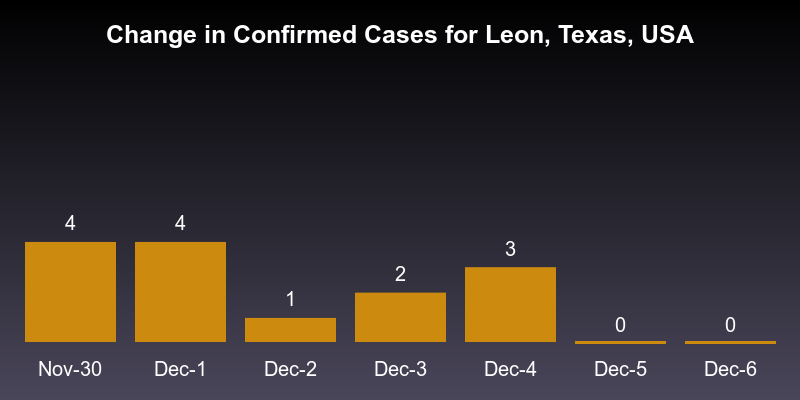 Change in Confirmed Cases for Leon, Texas, USA
4 4 1 2 3 0 0
Nov-30 Dec-1 Dec-2 Dec-3 Dec-4 Dec-5 Dec-6